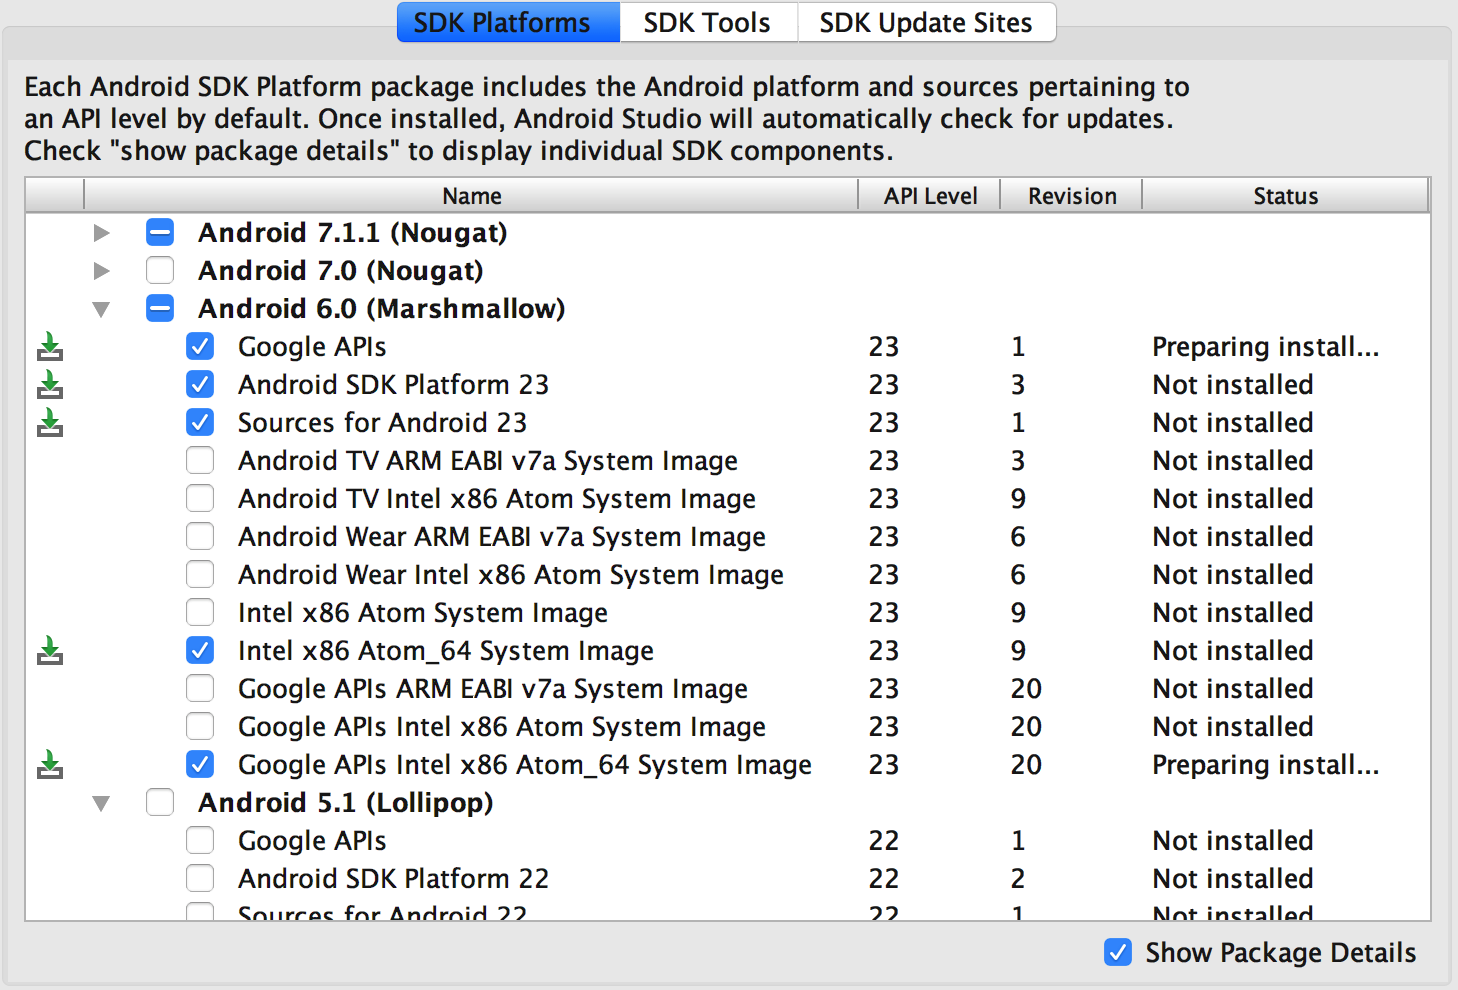 SDK Platforms SDK Tools SDK Update Sites
Each Android SDK Platform package includes the Android platform and sources pertaining to
an API level by default. Once installed, Android Studio will automatically check for updates.
Check "show package details" to display individual SDK components.
Name API Level Revision Status
Android 7.1.1 (Nougat)
Android 7.0 (Nougat)
Android 6.0 (Marshmallow)
Google APIs 23 1 Preparing install...
Android SDK Platform 23 23 3 Not installed
Sources for Android 23 23 1 Not installed
Android TV ARM EABI v7a System Image 23 3 Not installed
Android TV Intel x86 Atom System Image 23 9 Not installed
Android Wear ARM EABI v7a System Image 23 6 Not installed
Android Wear Intel x86 Atom System Image 23 6 Not installed
Intel x86 Atom System Image 23 9 Not installed
Intel x86 Atom_64 System Image 23 9 Not installed
Google APIs ARM EABI v7a System Image 23 20 Not installed
Google APIs Intel x86 Atom System Image 23 20 Not installed
Google APIs Intel x86 Atom_64 System Image 23 20 Preparing install...
Android 5.1 (Lollipop)
Google APIs 22 1 Not installed
Android SDK Platform 22 22 2 Not installed
Sources for Android 22 22 1 Not installed
Show Package Details